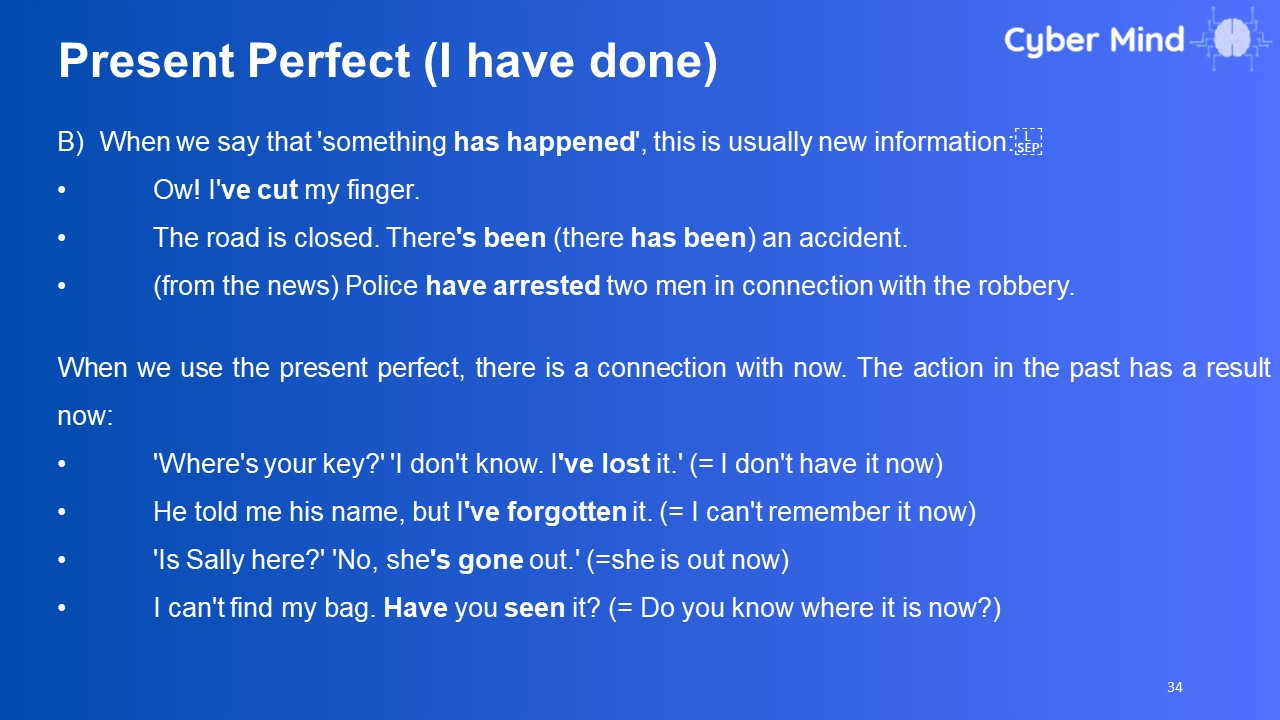 Cyber Mind
Present Perfect (I have done)
B) When we say that 'something has happened', this is usually new information:
• Ow! I've cut my finger.
• The road is closed. There's been (there has been) an accident.
• (from the news) Police have arrested two men in connection with the robbery.
When we use the present perfect, there is a connection with now. The action in the past has a result
now:
• 'Where's your key?' 'I don't know. I've lost it.' (= I don't have it now)
• He told me his name, but I've forgotten it. (= I can't remember it now)
• 'Is Sally here?' 'No, she's gone out.' (=she is out now)
• I can't find my bag. Have you seen it? (= Do you know where it is now?)
34